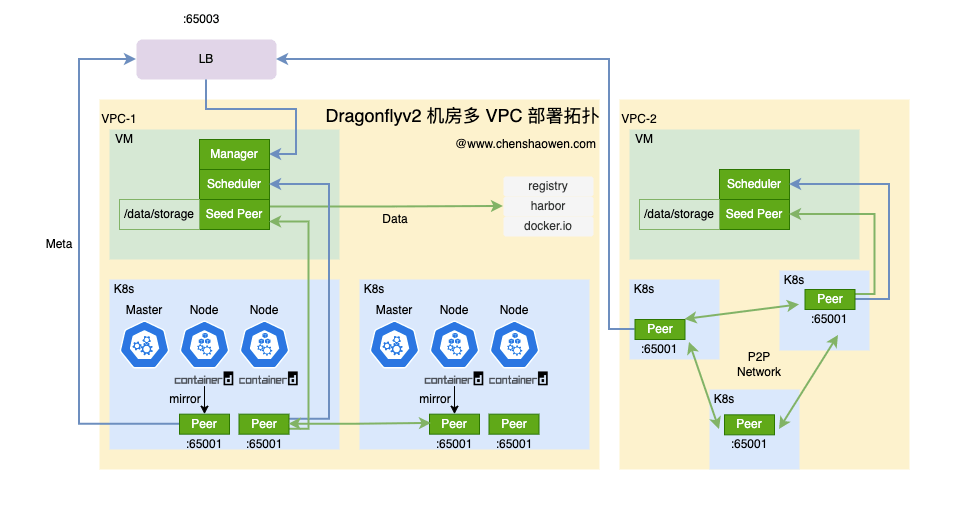 :65003
LB
Dragonflyv2 机房多 VPC 部署拓扑
@www.chenshaowen.com
VPC-1
VM
Manager
Scheduler
/data/storage
Seed Peer
Data
registry
harbor
docker.io
Meta
K8s
Master
Node
Node
containerd
containerd
mirror
Peer
Peer
:65001
:65001
K8s
Master
Node
Node
containerd
containerd
mirror
Peer
Peer
:65001
:65001
VPC-2
VM
Scheduler
/data/storage
Seed Peer
K8s
Peer
:65001
K8s
Peer
:65001
P2P
Network
K8s
Peer
:65001